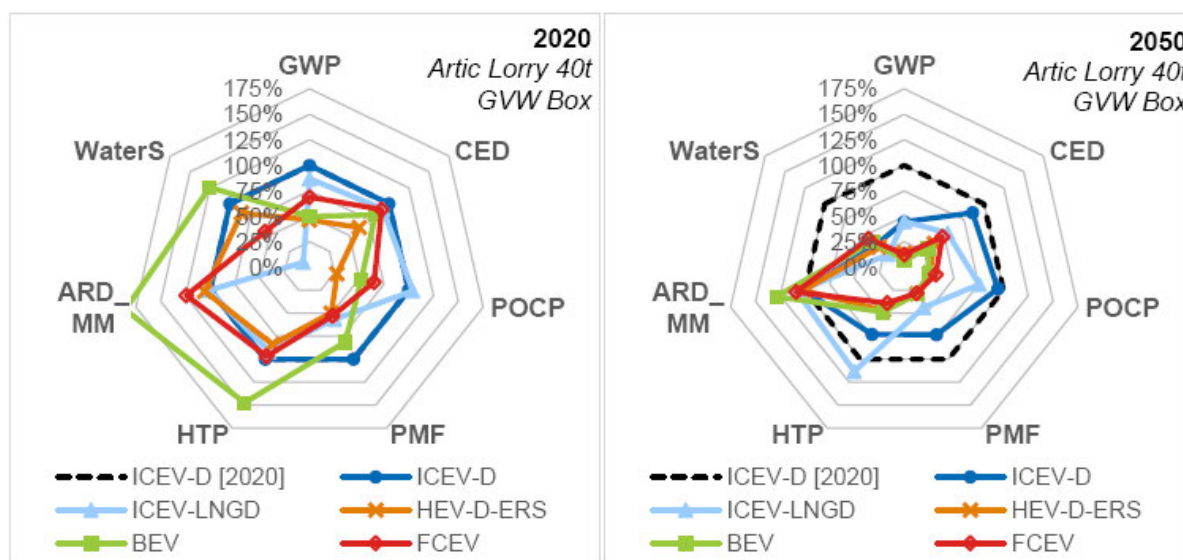 2020
Artic Lorry 40t
GVW Box
GWP
175%
150%
125%
100%
75%
50%
25%
0%
WaterS
CED
ARD_
MM
POCP
HTP
PMF
ICEV-D [2020]
ICEV-D
ICEV-LNGD
HEV-D-ERS
BEV
FCEV
2050
Artic Lorry 40t
GVW Box
GWP
175%
150%
125%
100%
75%
50%
25%
0%
WaterS
CED
ARD_
MM
POCP
HTP
PMF
ICEV-D [2020]
ICEV-D
ICEV-LNGD
HEV-D-ERS
BEV
FCEV